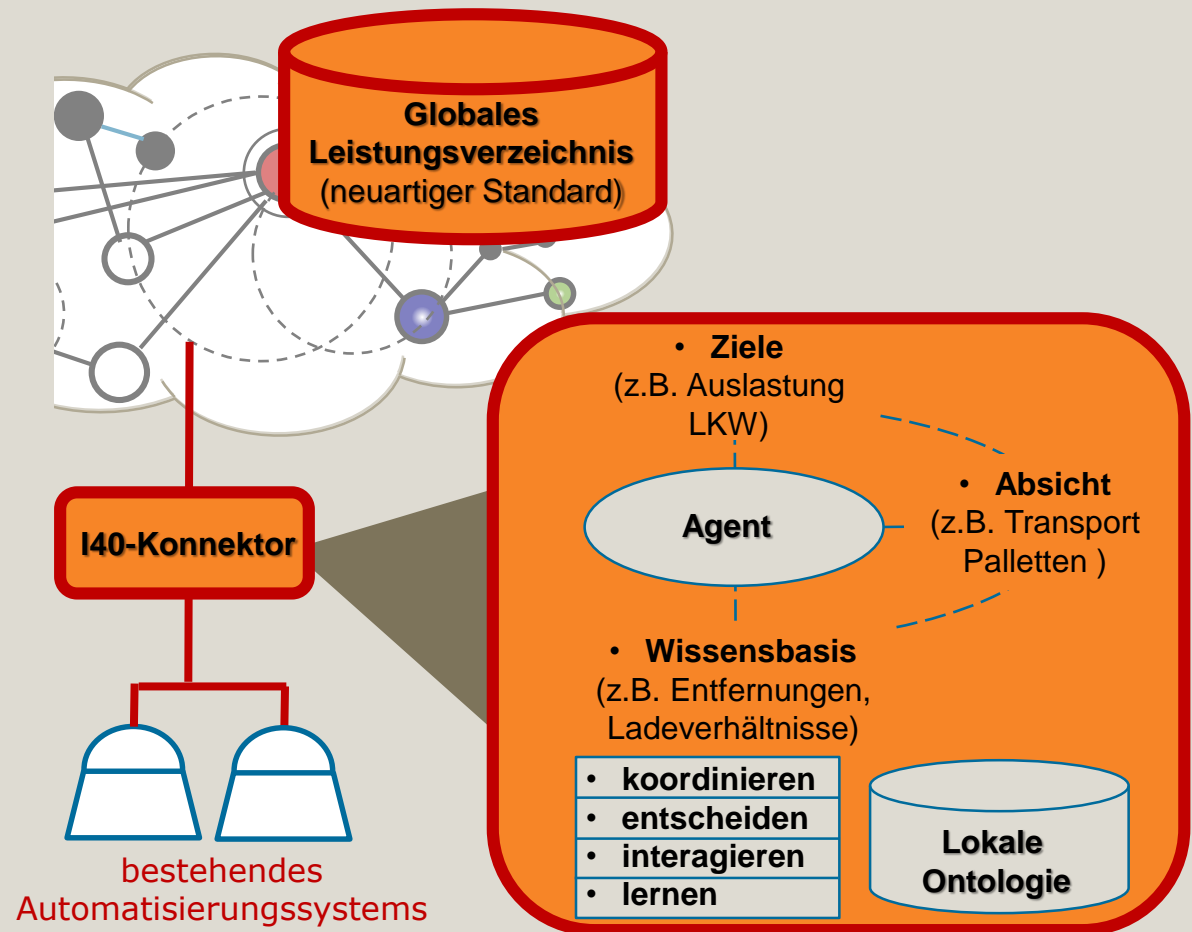 Globales
Leistungsverzeichnis
(neuartiger Standard)
• Ziele
(z.B. Auslastung
LKW)
• Absicht
(z.B. Transport
Palletten )
Agent
I40-Konnektor
• Wissensbasis
(z.B. Entfernungen,
Ladeverhältnisse)
• koordinieren
• entscheiden
• interagieren
• lernen
Lokale
Ontologie
bestehendes
Automatisierungssystems